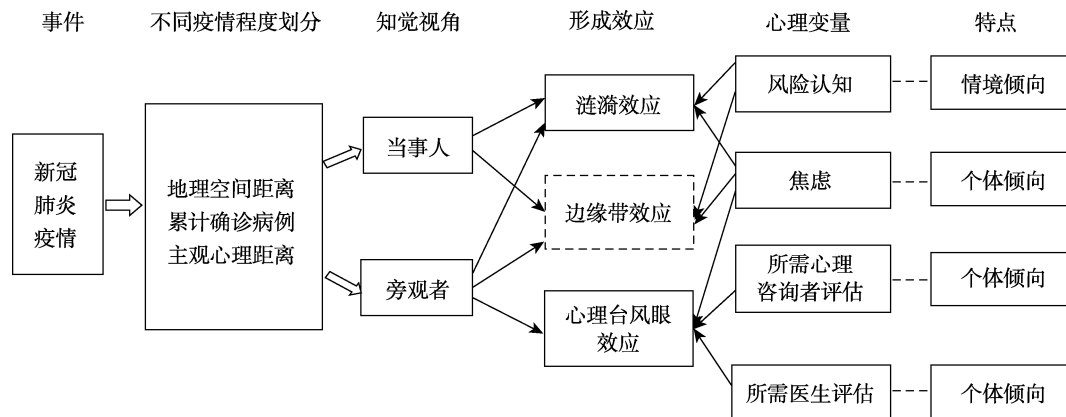 事件
不同疫情程度划分
知觉视角
形成效应
心理变量
特点
新冠
肺炎
疫情
地理空间距离
累计确诊病例
主观心理距离
当事人
旁观者
涟漪效应
边缘带效应
心理台风眼
效应
风险认知
焦虑
所需心理
咨询者评估
所需医生评估
情境倾向
个体倾向
个体倾向
个体倾向